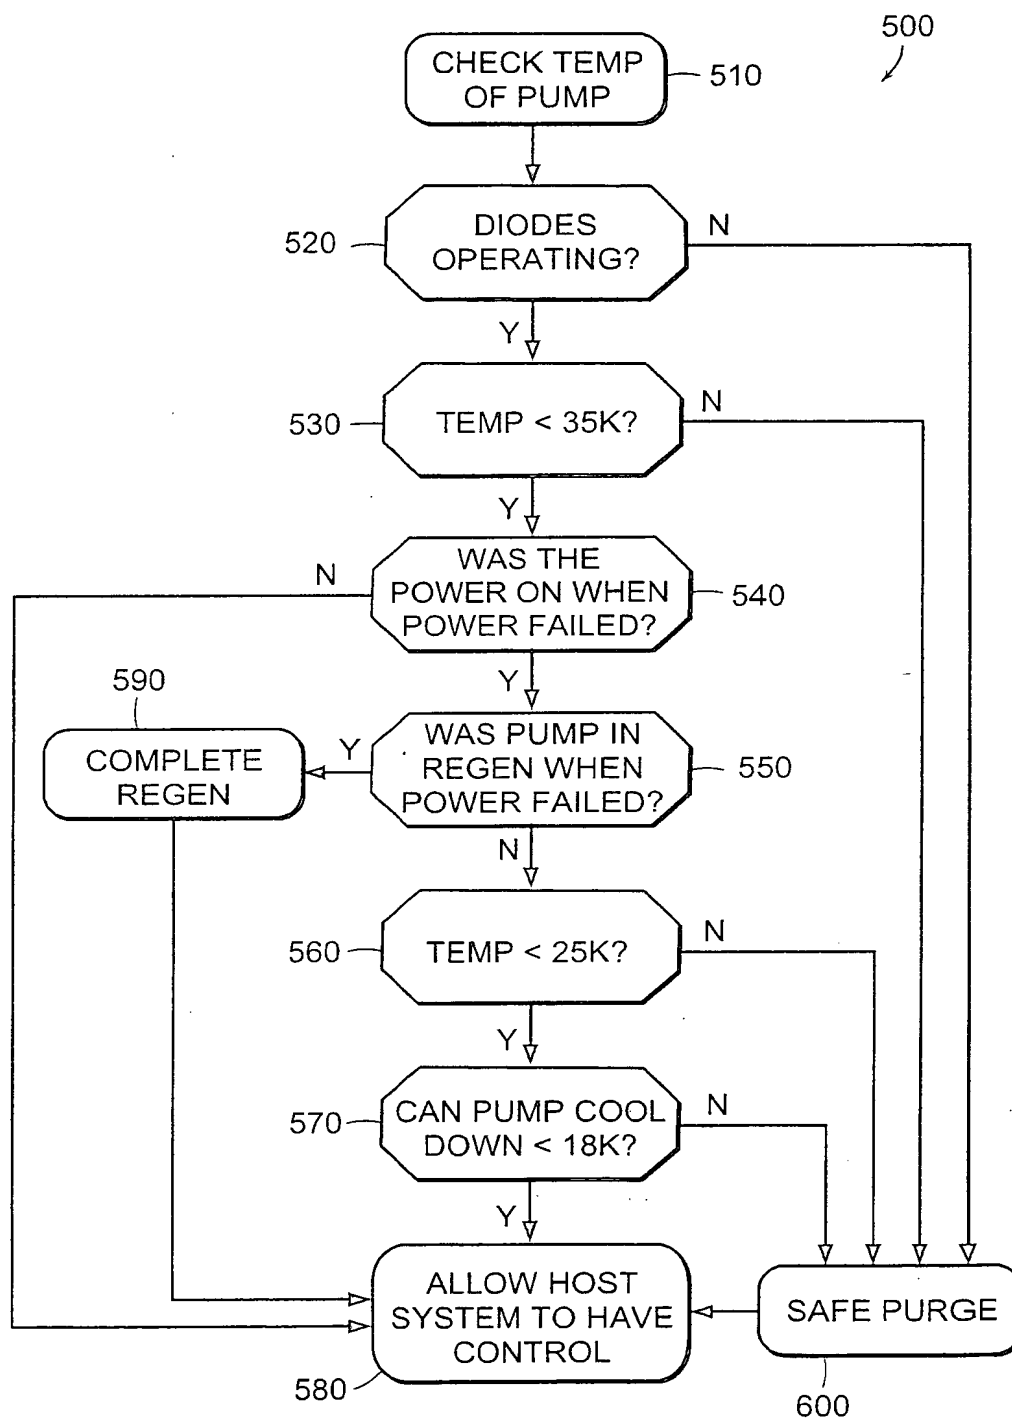 500
CHECK TEMP
OF PUMP
510
DIODES
OPERATING?
520
N
Y
TEMP < 35K?
530
N
Y
WAS THE
POWER ON WHEN
POWER FAILED?
540
N
Y
WAS PUMP IN
REGEN WHEN
POWER FAILED?
550
Y
590
COMPLETE
REGEN
N
TEMP < 25K?
560
N
Y
CAN PUMP COOL
DOWN < 18K?
570
N
Y
ALLOW HOST
SYSTEM TO HAVE
CONTROL
580
SAFE PURGE
600